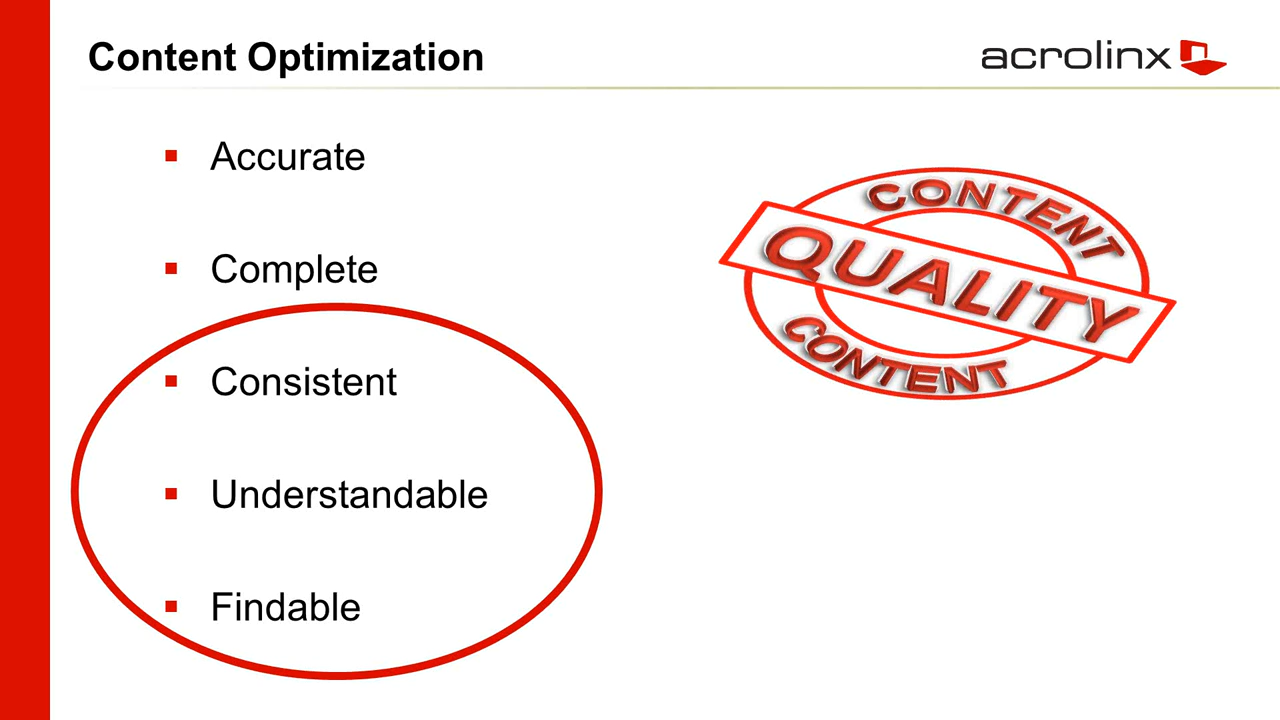 Content Optimization
acrolinx
Accurate
Complete
Consistent
Understandable
Findable
CONTENT
QUALITY
CONTENT